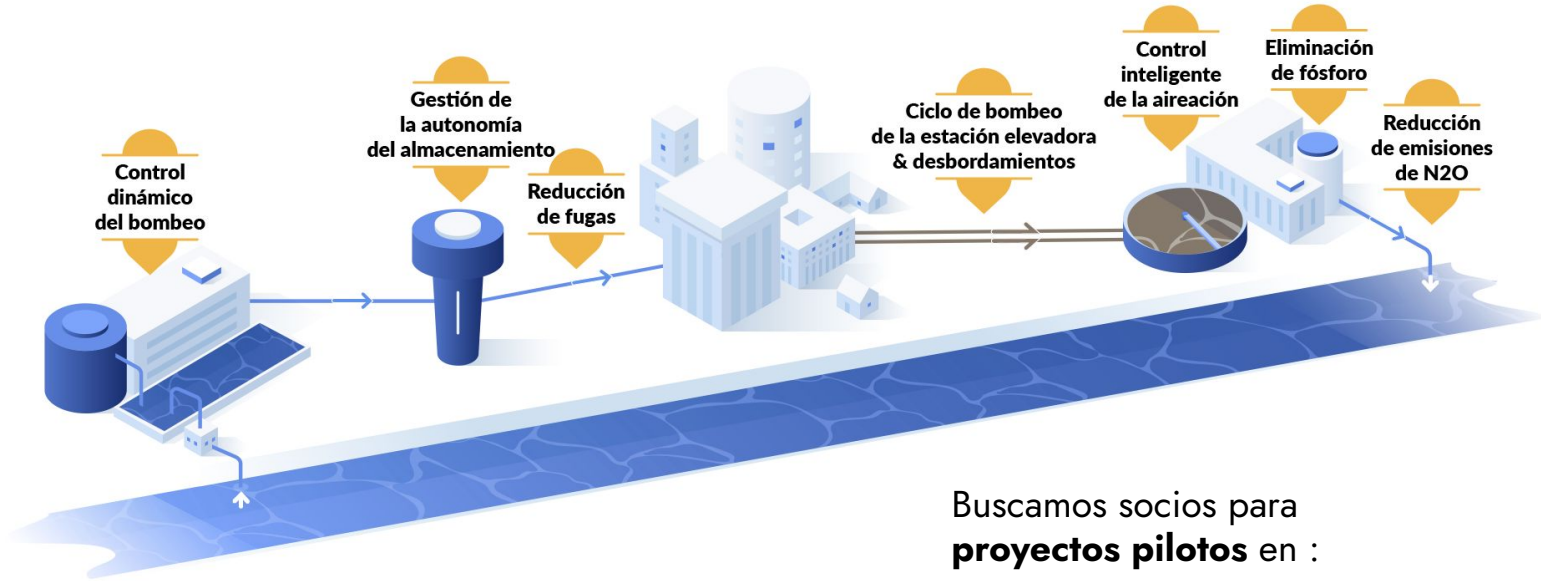 Control
dinámico
del bombeo
Gestión de
la autonomía
del almacenamiento
Reducción
de fugas
Ciclo de bombeo
de la estación elevadora
& desbordamientos
Control
inteligente
de la aireación
Eliminación
de fósforo
Reducción
de emisiones
de N2O
Buscamos socios para
proyectos pilotos en :